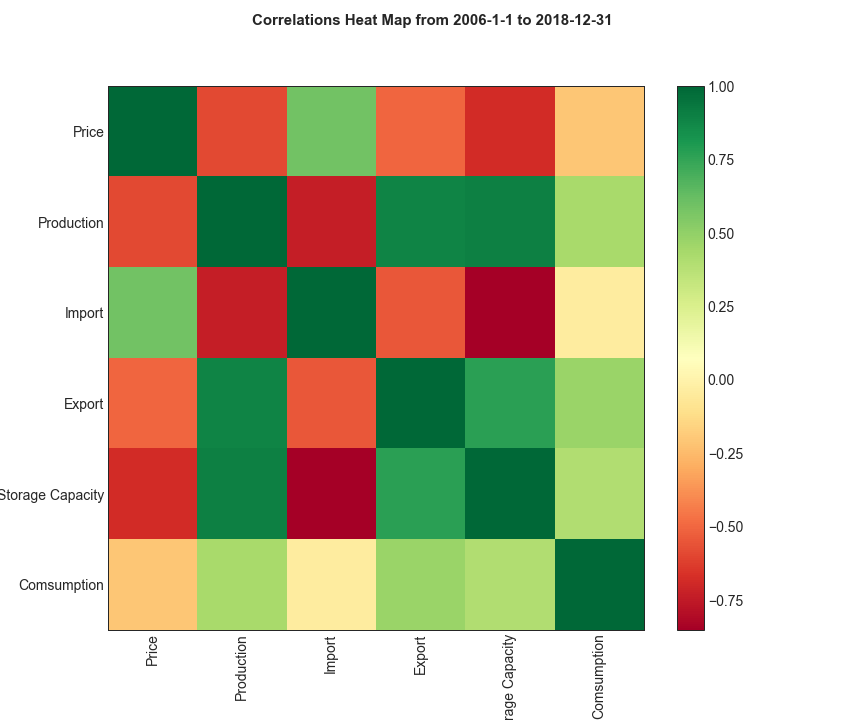 Correlations Heat Map from 2006-1-1 to 2018-12-31
Price
Production
Import
Export
Storage Capacity
Comsumption
1.00
0.75
0.50
0.25
0.00
−0.25
−0.50
−0.75
Price
Production
Import
Export
rage Capacity
Comsumption